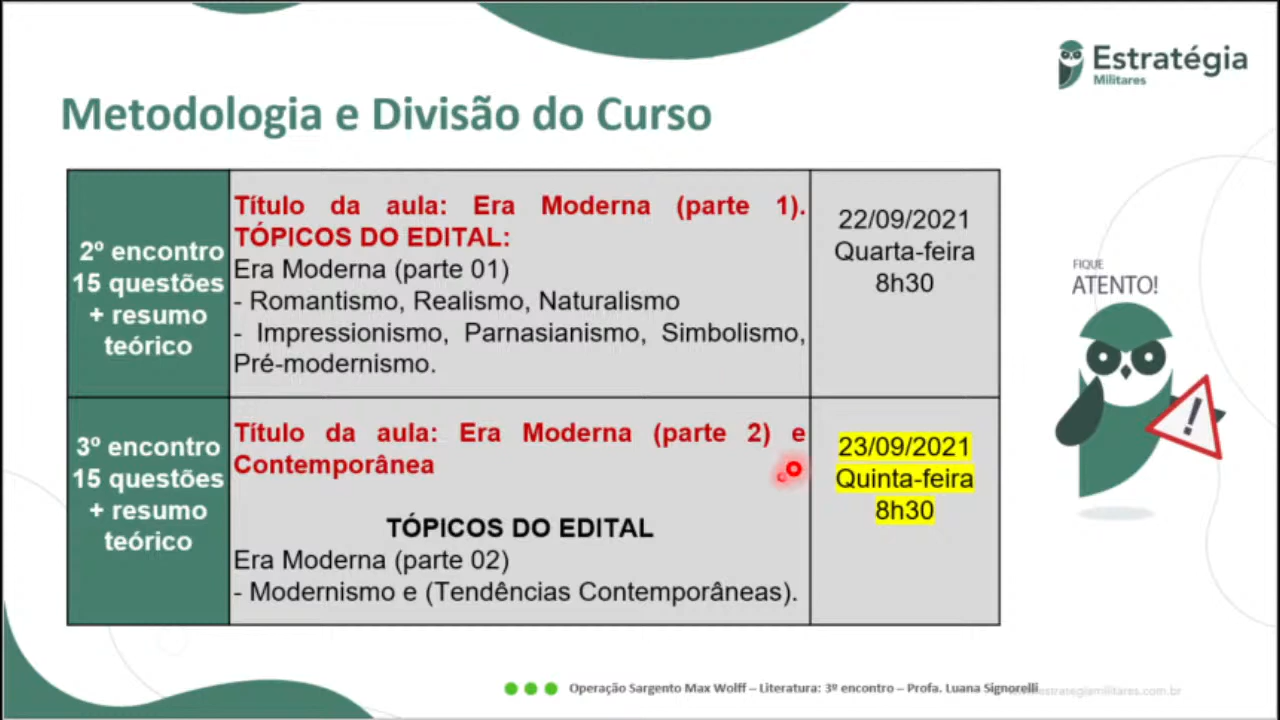 Estratégia
Militares
Metodologia e Divisão do Curso
2º encontro
15 questões
+ resumo
teórico
Título da aula: Era Moderna (parte 1).
TÓPICOS DO EDITAL:
Era Moderna (parte 01)
- Romantismo, Realismo, Naturalismo
- Impressionismo, Parnasianismo, Simbolismo,
Pré-modernismo.
22/09/2021
Quarta-feira
8h30
FIQUE
ATENTO!
3º encontro
15 questões
+ resumo
teórico
Título da aula: Era Moderna (parte 2) e
Contemporânea
TÓPICOS DO EDITAL
Era Moderna (parte 02)
- Modernismo e (Tendências Contemporâneas).
23/09/2021
Quinta-feira
8h30
!
Operação Sargento Max Wolff – Literatura: 3º encontro – Profa. Luana Signorelli